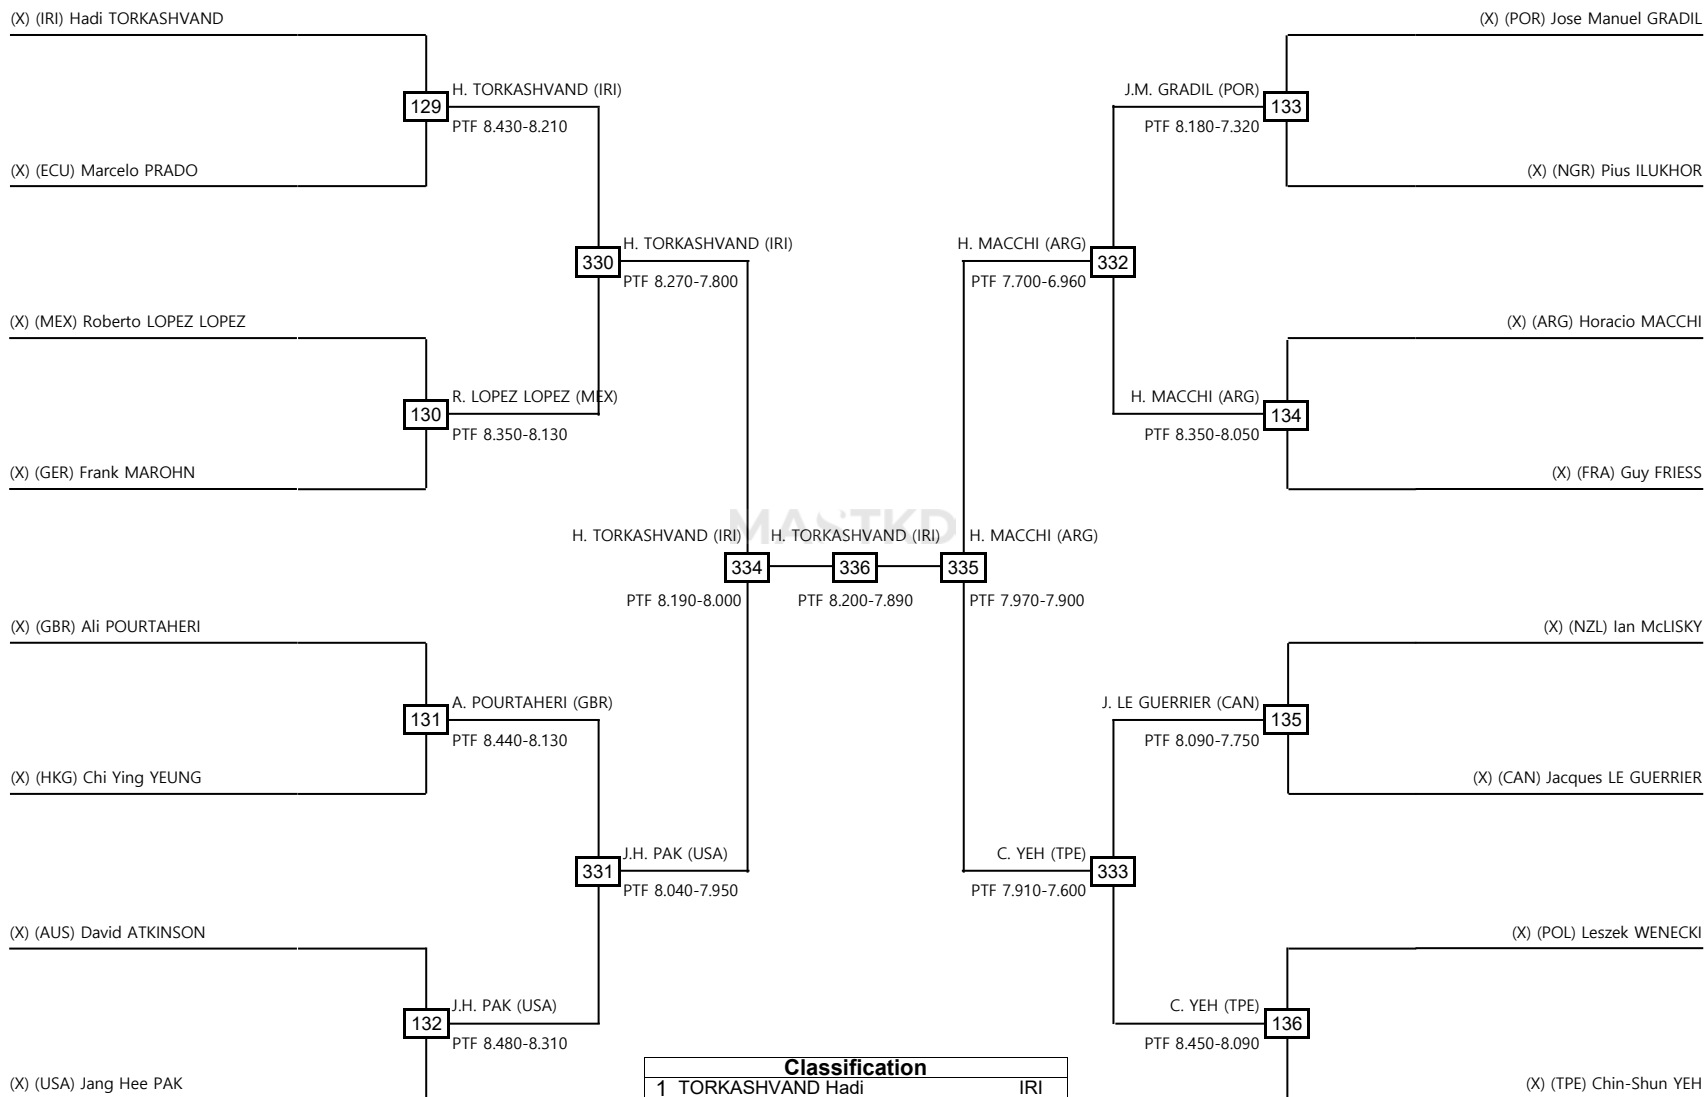 (X) (IRI) Hadi TORKASHVAND
(X) (POR) Jose Manuel GRADIL
H. TORKASHVAND (IRI)
J.M. GRADIL (POR)
129
133
PTF 8.430-8.210
PTF 8.180-7.320
(X) (ECU) Marcelo PRADO
(X) (NGR) Pius ILUKHOR
H. TORKASHVAND (IRI)
H. MACCHI (ARG)
330
332
PTF 8.270-7.800
PTF 7.700-6.960
(X) (MEX) Roberto LOPEZ LOPEZ
(X) (ARG) Horacio MACCHI
R. LOPEZ LOPEZ (MEX)
H. MACCHI (ARG)
130
134
PTF 8.350-8.130
PTF 8.350-8.050
(X) (GER) Frank MAROHN
(X) (FRA) Guy FRIESS
MASTKD
H. TORKASHVAND (IRI)
H. TORKASHVAND (IRI)
H. MACCHI (ARG)
334
336
335
PTF 8.190-8.000
PTF 8.200-7.890
PTF 7.970-7.900
(X) (GBR) Ali POURTAHERI
(X) (NZL) Ian McLISKY
A. POURTAHERI (GBR)
J. LE GUERRIER (CAN)
131
135
PTF 8.440-8.130
PTF 8.090-7.750
(X) (HKG) Chi Ying YEUNG
(X) (CAN) Jacques LE GUERRIER
J.H. PAK (USA)
C. YEH (TPE)
331
333
PTF 8.040-7.950
PTF 7.910-7.600
(X) (AUS) David ATKINSON
(X) (POL) Leszek WENECKI
J.H. PAK (USA)
C. YEH (TPE)
132
136
PTF 8.480-8.310
PTF 8.450-8.090
Classification
1 TORKASHVAND Hadi IRI
(X) (USA) Jang Hee PAK
(X) (TPE) Chin-Shun YEH